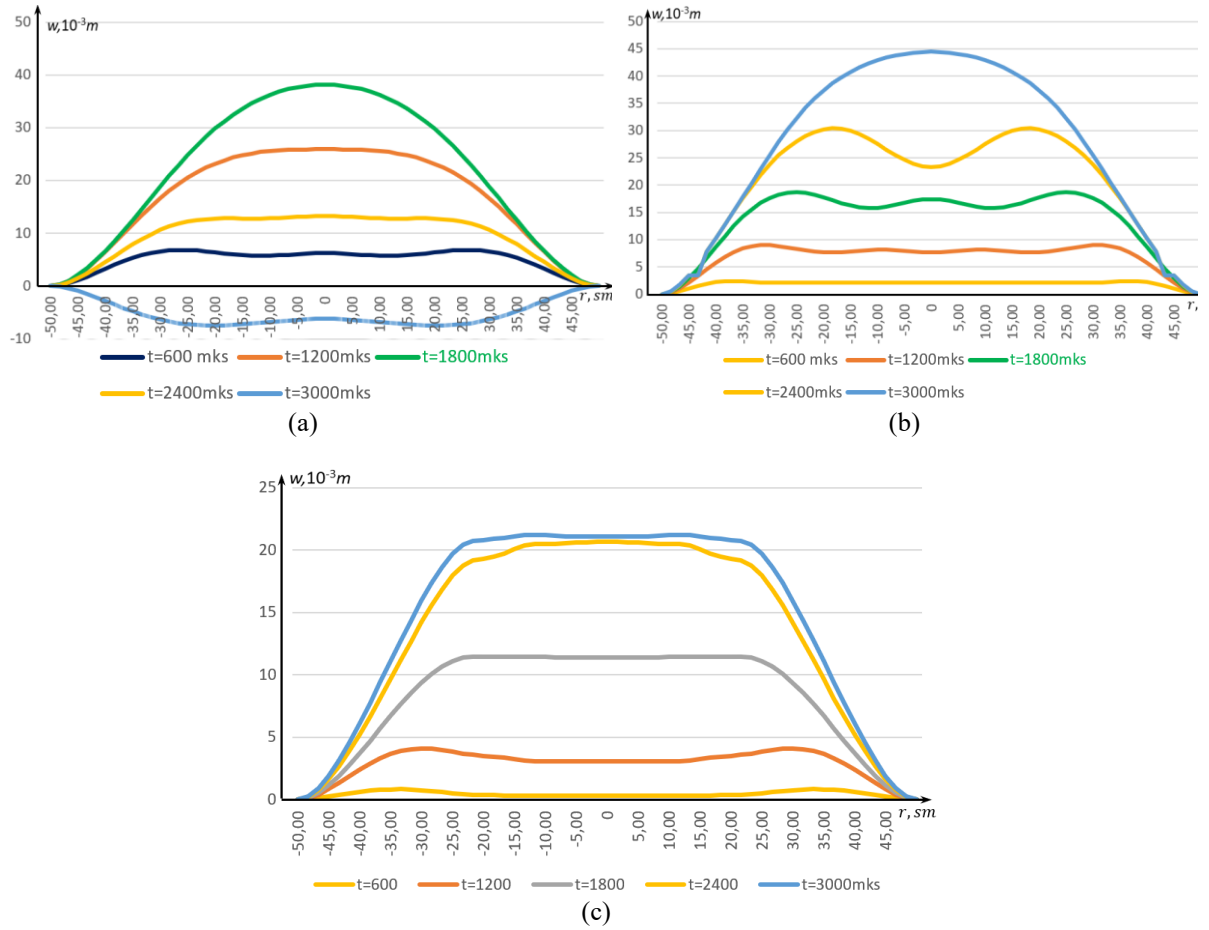 w,10⁻³m
50
40
30
20
10
0
-10
-50,00 -45,00 -40,00 -35,00 -30,00 -25,00 -20,00 -15,00 -10,00 -5,00 0 5,00 10,00 15,00 20,00 25,00 30,00 35,00 40,00 45,00
r, sm
t=600 mks t=1200mks t=1800mks
t=2400mks t=3000mks
(a)
w,10⁻³m
50
45
40
35
30
25
20
15
10
5
0
-50,00 -45,00 -40,00 -35,00 -30,00 -25,00 -20,00 -15,00 -10,00 -5,00 0 5,00 10,00 15,00 20,00 25,00 30,00 35,00 40,00 45,00
r,
t=600 mks t=1200mks t=1800mks
t=2400mks t=3000mks
(b)
w,10⁻³m
25
20
15
10
5
0
-50,00 -45,00 -40,00 -35,00 -30,00 -25,00 -20,00 -15,00 -10,00 -5,00 0 5,00 10,00 15,00 20,00 25,00 30,00 35,00 40,00 45,00
r, sm
t=600 t=1200 t=1800 t=2400 t=3000mks
(c)